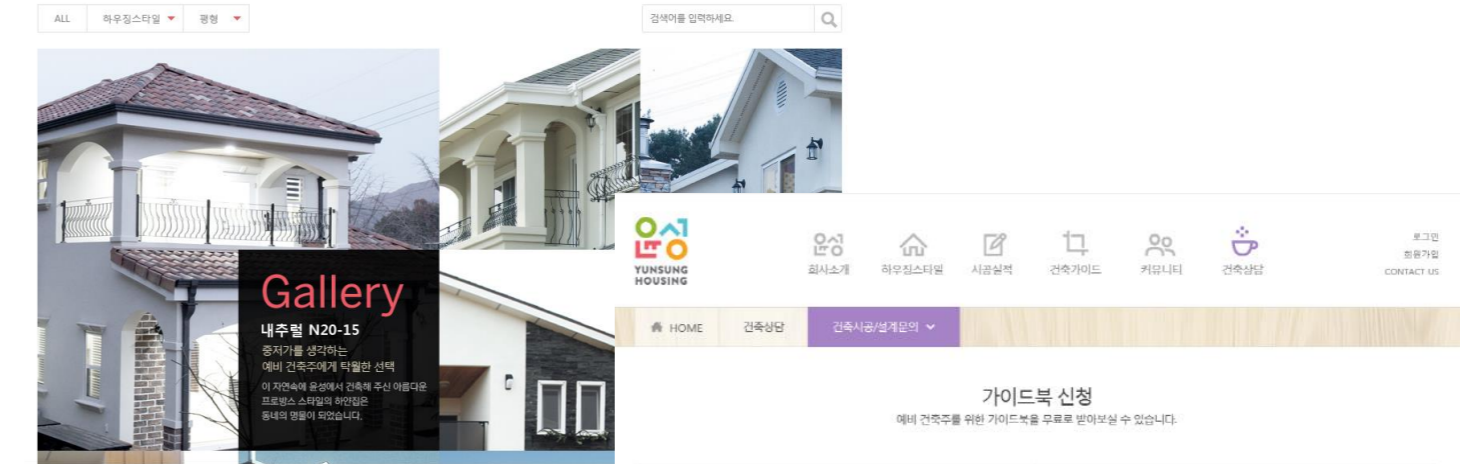 ALL
하우징스타일
평형
검색어를 입력하세요.
Gallery
내추럴 N20-15
중저가를 생각하는
예비 건축주에게 탁월한 선택
이 자연속에 윤성에서 건축해 주신 아름다운
프로방스 스타일의 하얀집은
동네의 명물이 되었습니다.
윤성
YUNSUNG
HOUSING
윤성
회사소개
하우징스타일
시공실적
건축가이드
커뮤니티
건축상담
로그인
회원가입
CONTACT US
HOME
건축상담
건축시공/설계문의
가이드북 신청
예비 건축주를 위한 가이드북을 무료로 받아보실 수 있습니다.